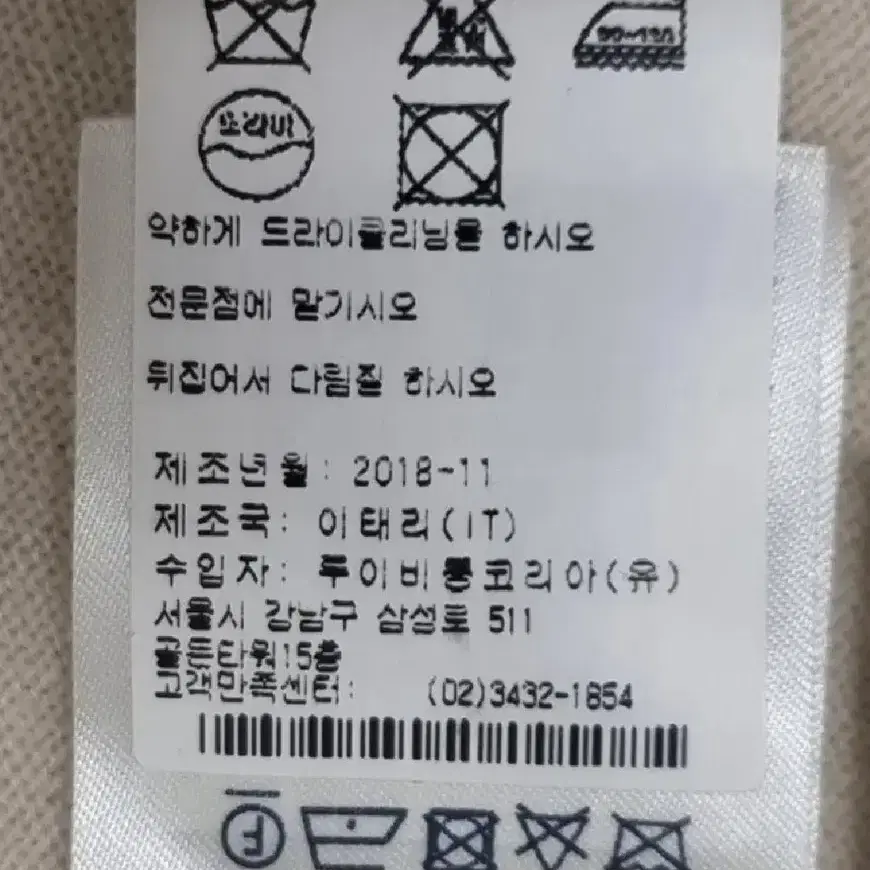 80~120
드라이
약하게 드라이클리닝을 하시오
전문점에 맡기시오
뒤집어서 다림질 하시오
제조년월: 2018-11
제조국: 이태리(IT)
수입자: 루이비통코리아(유)
서울시 강남구 삼성로 511
골든타워15층
고객만족센터: (02)3432-1854
F